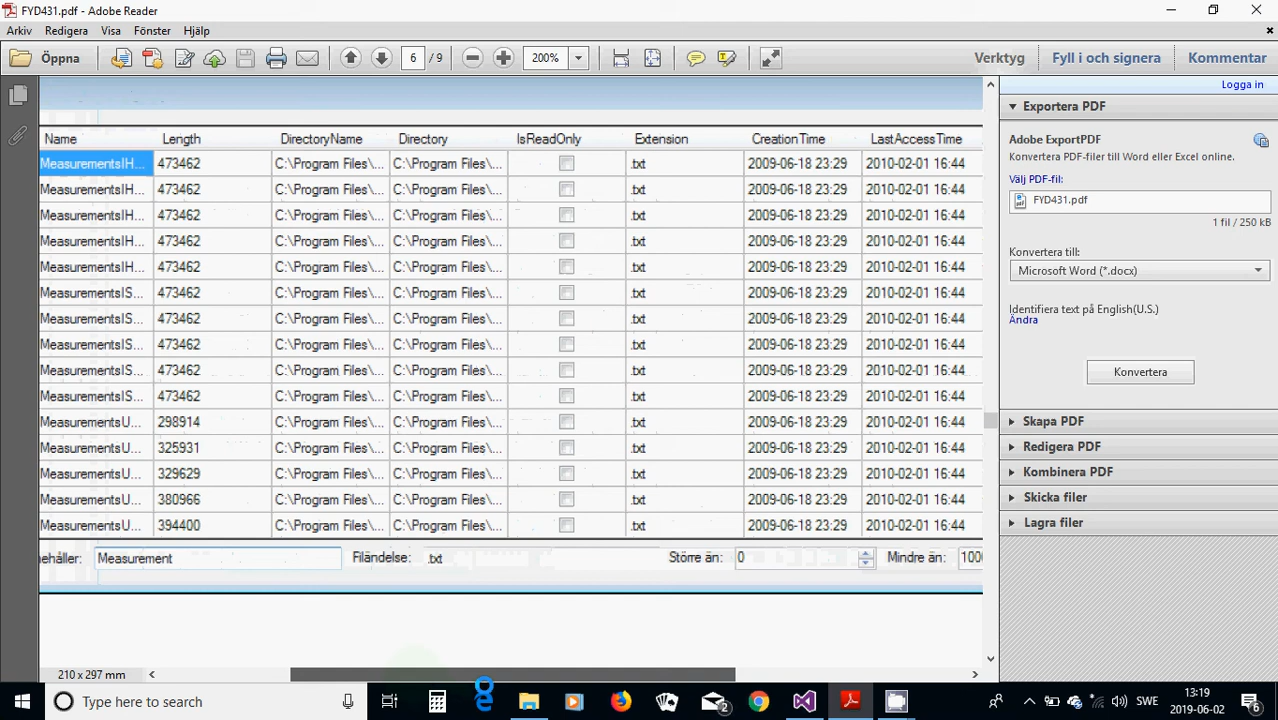 FYD431.pdf - Adobe Reader
Arkiv Redigera Visa Fönster Hjälp
Öppna 6 / 9 200% Verktyg Fyll i och signera Kommentar
Logga in
Exportera PDF
Adobe ExportPDF
Konvertera PDF-filer till Word eller Excel online.
Välj PDF-fil:
FYD431.pdf
1 fil / 250 kB
Konvertera till:
Microsoft Word (*.docx)
Identifiera text på English(U.S.)
Ändra
Konvertera
Skapa PDF
Redigera PDF
Kombinera PDF
Skicka filer
Lagra filer
Name Length DirectoryName Directory IsReadOnly Extension CreationTime LastAccessTime
MeasurementsIH... 473462 C:\Program Files\... C:\Program Files\... .txt 2009-06-18 23:29 2010-02-01 16:44
MeasurementsIH... 473462 C:\Program Files\... C:\Program Files\... .txt 2009-06-18 23:29 2010-02-01 16:44
MeasurementsIH... 473462 C:\Program Files\... C:\Program Files\... .txt 2009-06-18 23:29 2010-02-01 16:44
MeasurementsIH... 473462 C:\Program Files\... C:\Program Files\... .txt 2009-06-18 23:29 2010-02-01 16:44
MeasurementsIH... 473462 C:\Program Files\... C:\Program Files\... .txt 2009-06-18 23:29 2010-02-01 16:44
MeasurementsIS... 473462 C:\Program Files\... C:\Program Files\... .txt 2009-06-18 23:29 2010-02-01 16:44
MeasurementsIS... 473462 C:\Program Files\... C:\Program Files\... .txt 2009-06-18 23:29 2010-02-01 16:44
MeasurementsIS... 473462 C:\Program Files\... C:\Program Files\... .txt 2009-06-18 23:29 2010-02-01 16:44
MeasurementsIS... 473462 C:\Program Files\... C:\Program Files\... .txt 2009-06-18 23:29 2010-02-01 16:44
MeasurementsIS... 473462 C:\Program Files\... C:\Program Files\... .txt 2009-06-18 23:29 2010-02-01 16:44
MeasurementsU... 298914 C:\Program Files\... C:\Program Files\... .txt 2009-06-18 23:29 2010-02-01 16:44
MeasurementsU... 325931 C:\Program Files\... C:\Program Files\... .txt 2009-06-18 23:29 2010-02-01 16:44
MeasurementsU... 329629 C:\Program Files\... C:\Program Files\... .txt 2009-06-18 23:29 2010-02-01 16:44
MeasurementsU... 380966 C:\Program Files\... C:\Program Files\... .txt 2009-06-18 23:29 2010-02-01 16:44
MeasurementsU... 394400 C:\Program Files\... C:\Program Files\... .txt 2009-06-18 23:29 2010-02-01 16:44
ehåller: Measurement Filändelse: .txt Större än: 0 Mindre än: 100
210 x 297 mm
Type here to search 2 SWE 13:19
2019-06-02 6